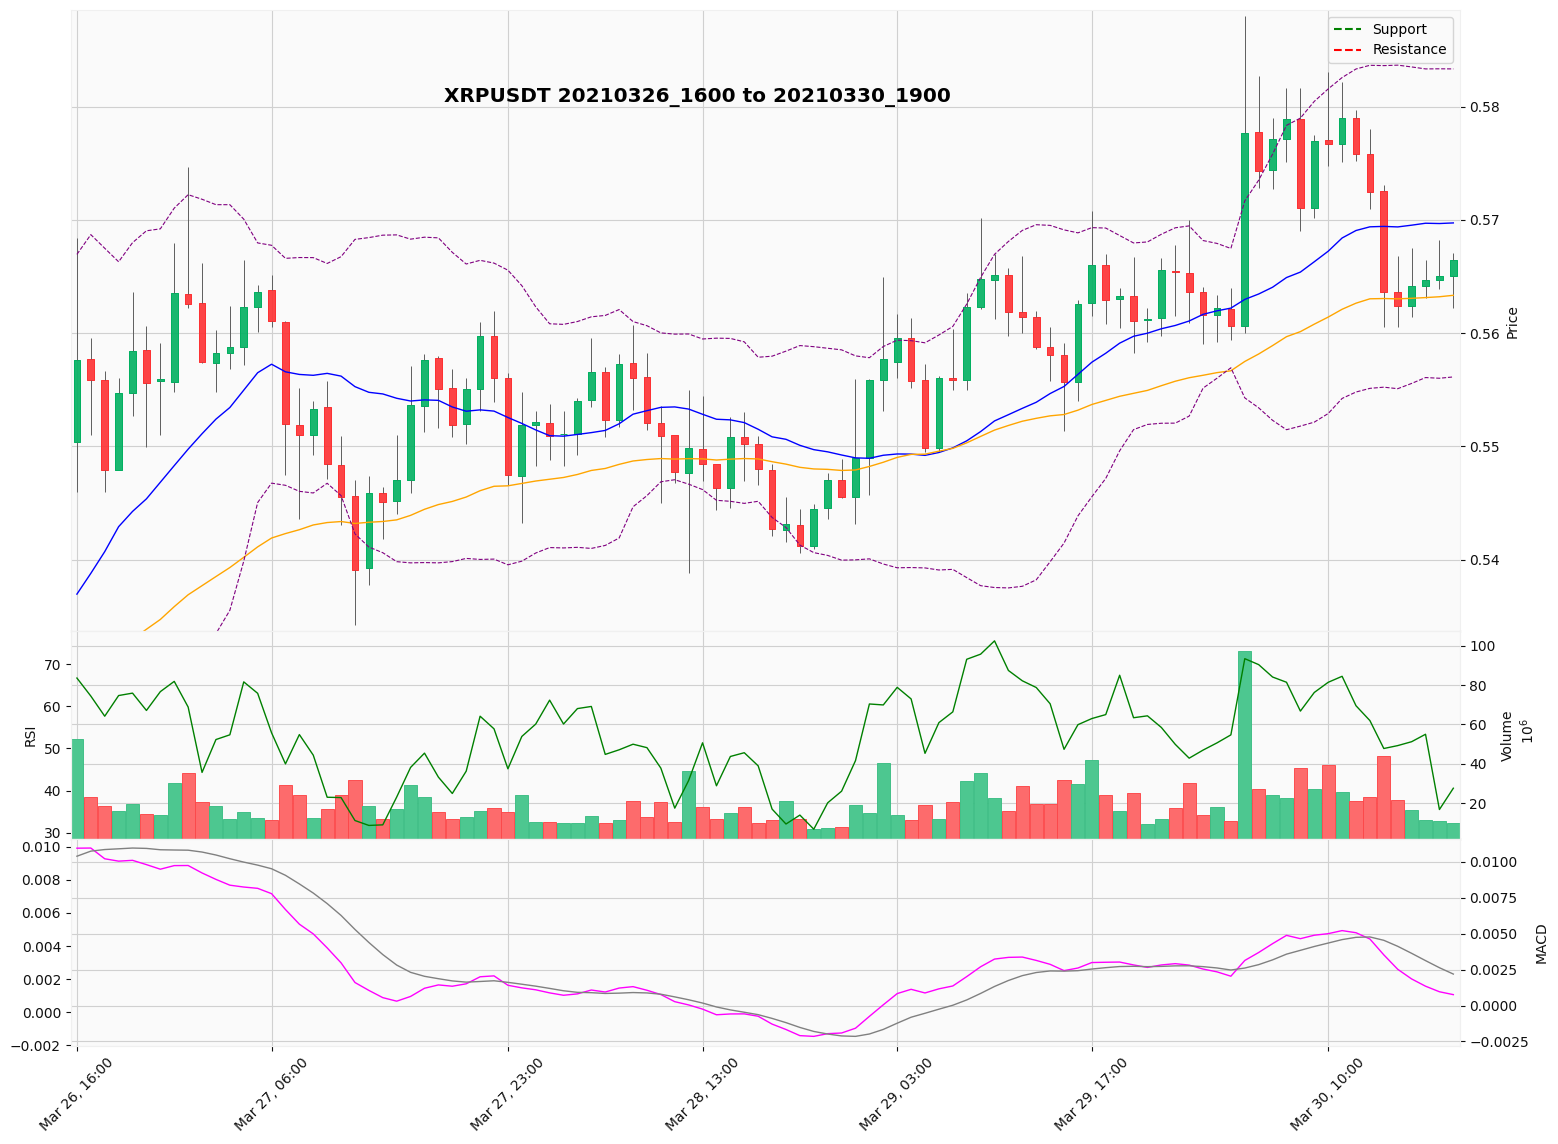 Support
Resistance
XRPUSDT 20210326_1600 to 20210330_1900
0.58
0.57
0.56
0.55
0.54
Price
70
60
50
40
30
RSI
100
80
60
40
20
Volume
10^6
0.010
0.008
0.006
0.004
0.002
0.000
−0.002
0.0100
0.0075
0.0050
0.0025
0.0000
−0.0025
MACD
Mar 26, 16:00
Mar 27, 06:00
Mar 27, 23:00
Mar 28, 13:00
Mar 29, 03:00
Mar 29, 17:00
Mar 30, 10:00